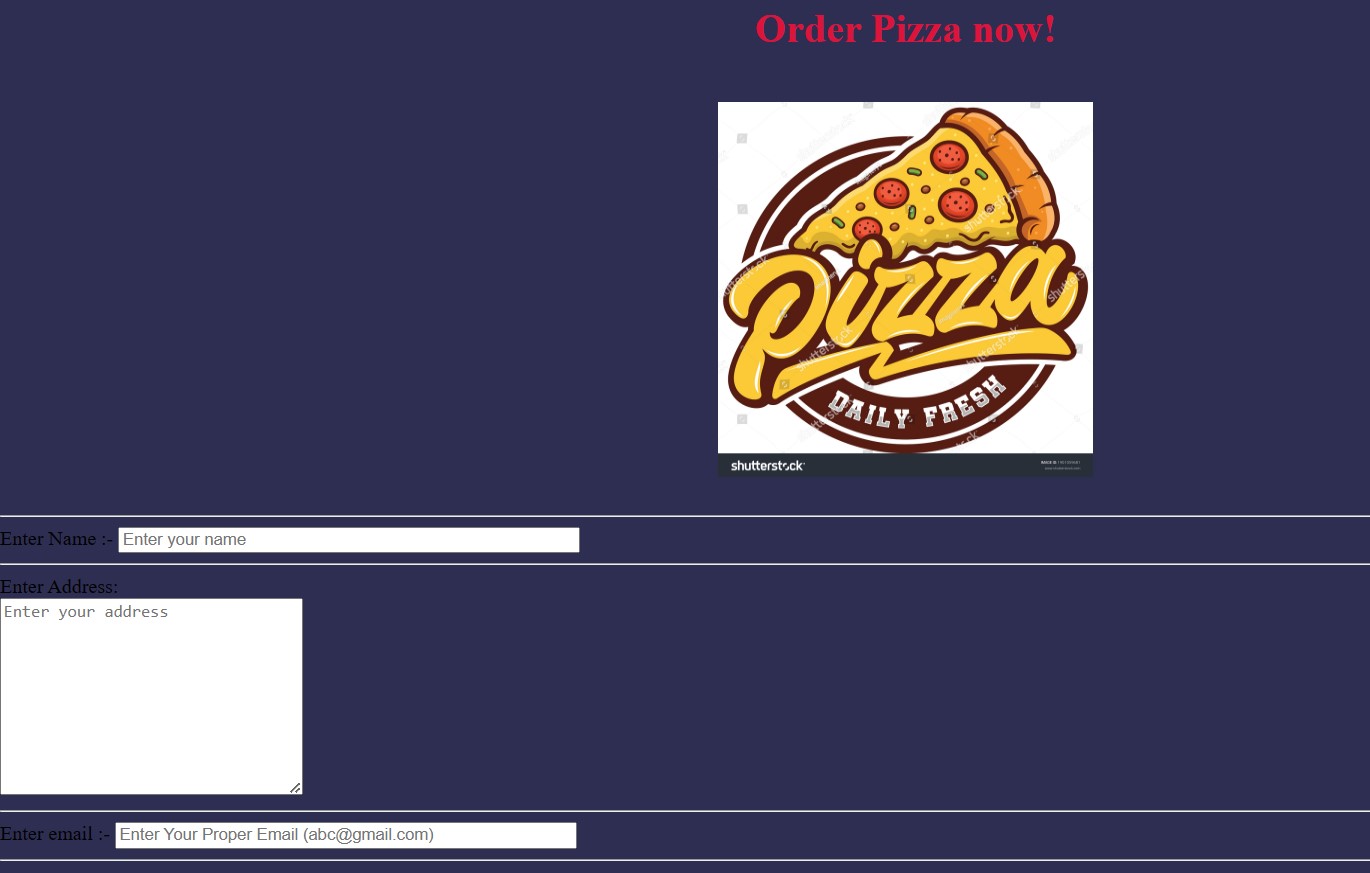 Order Pizza now!
Pizza
DAILY FRESH
shutterstock
Enter Name :- Enter your name
Enter Address:
Enter your address
Enter email :- Enter Your Proper Email (abc@gmail.com)